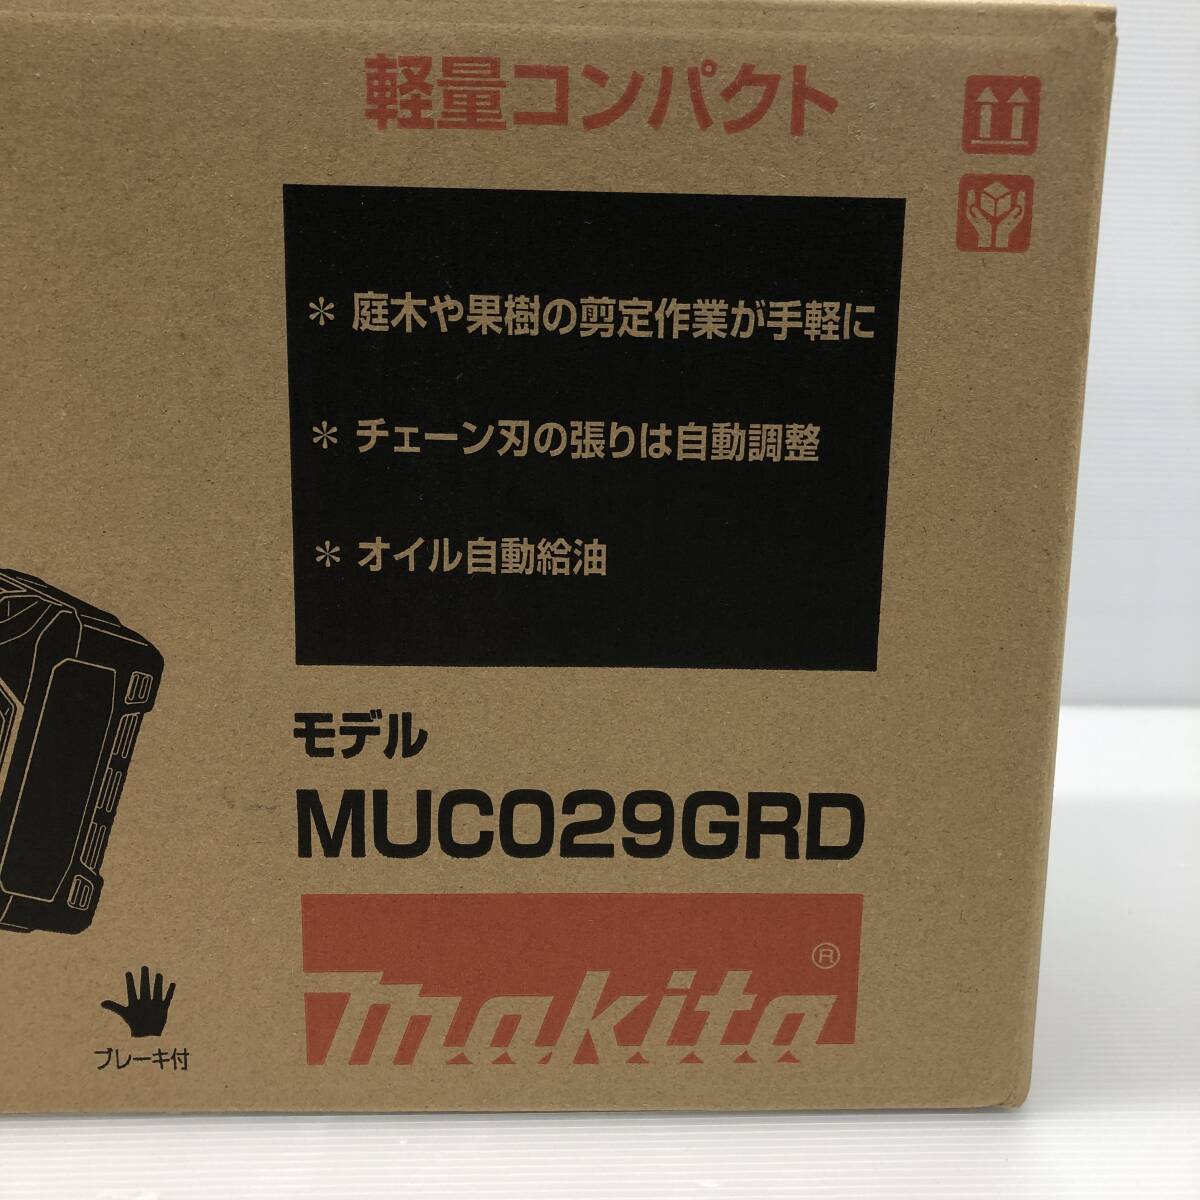 軽量コンパクト
＊ 庭木や果樹の剪定作業が手軽に
＊ チェーン刃の張りは自動調整
＊ オイル自動給油
モデル
MUC029GRD
makita®
ブレーキ付